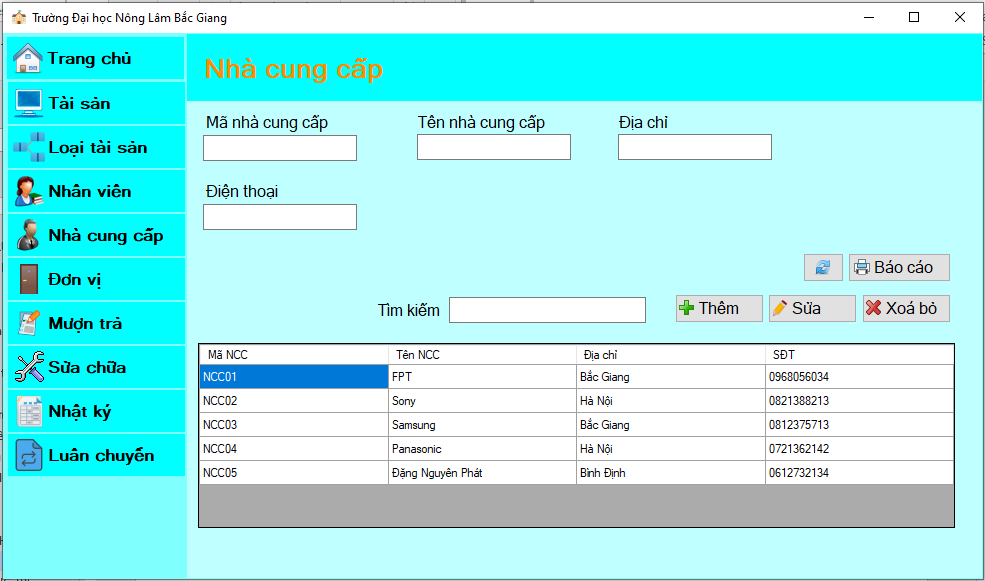 Trường Đại học Nông Lâm Bắc Giang
Trang chủ
Tài sản
Loại tài sản
Nhân viên
Nhà cung cấp
Đơn vị
Mượn trả
Sửa chữa
Nhật ký
Luân chuyển
Nhà cung cấp
Mã nhà cung cấp Tên nhà cung cấp Địa chỉ
Điện thoại
Báo cáo
Tìm kiếm Thêm Sửa Xoá bỏ
Mã NCC Tên NCC Địa chỉ SĐT
NCC01 FPT Bắc Giang 0968056034
NCC02 Sony Hà Nội 0821388213
NCC03 Samsung Bắc Giang 0812375713
NCC04 Panasonic Hà Nội 0721362142
NCC05 Đặng Nguyên Phát Bình Định 0612732134